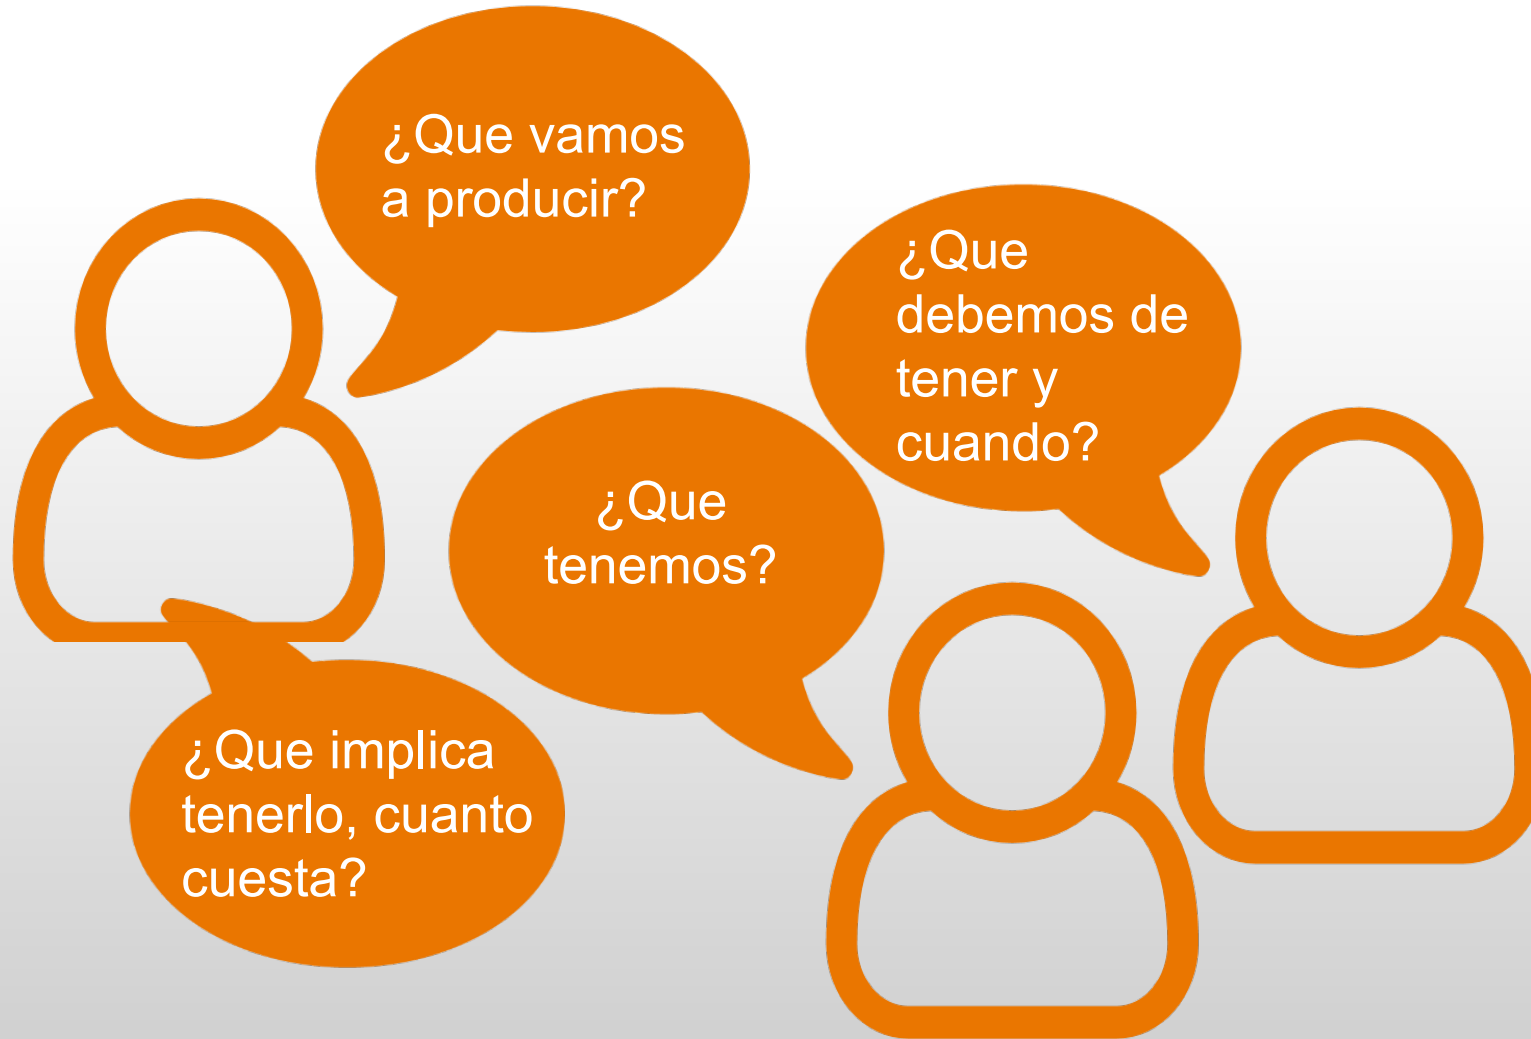 ¿Que vamos
a producir?
¿Que
debemos de
tener y
cuando?
¿Que
tenemos?
¿Que implica
tenerlo, cuanto
cuesta?